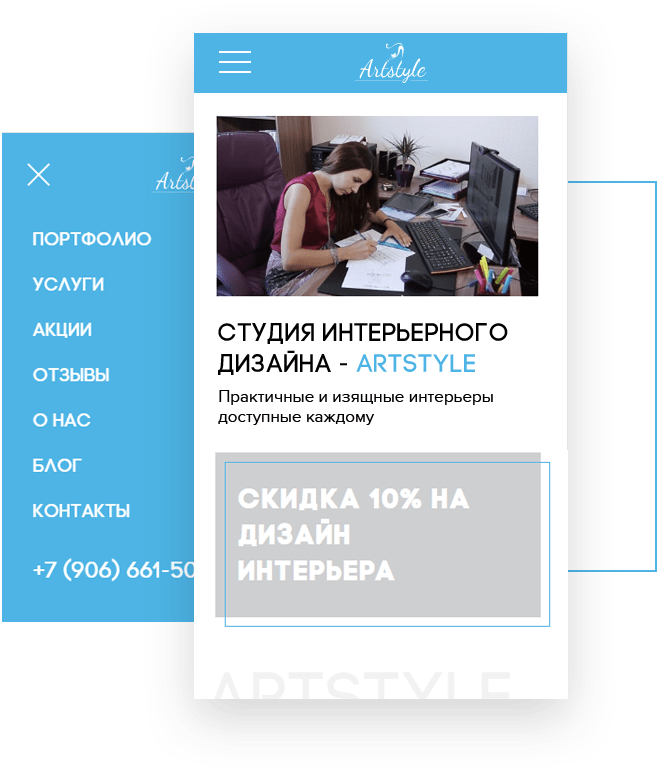 Artstyle
СТУДИЯ ИНТЕРЬЕРНОГО
ДИЗАЙНА - ARTSTYLE
Практичные и изящные интерьеры
доступные каждому
СКИДКА 10% НА
ДИЗАЙН
ИНТЕРЬЕРА
ARTSTYLE
ПОРТФОЛИО
УСЛУГИ
АКЦИИ
ОТЗЫВЫ
О НАС
БЛОГ
КОНТАКТЫ
+7 (906) 661-50